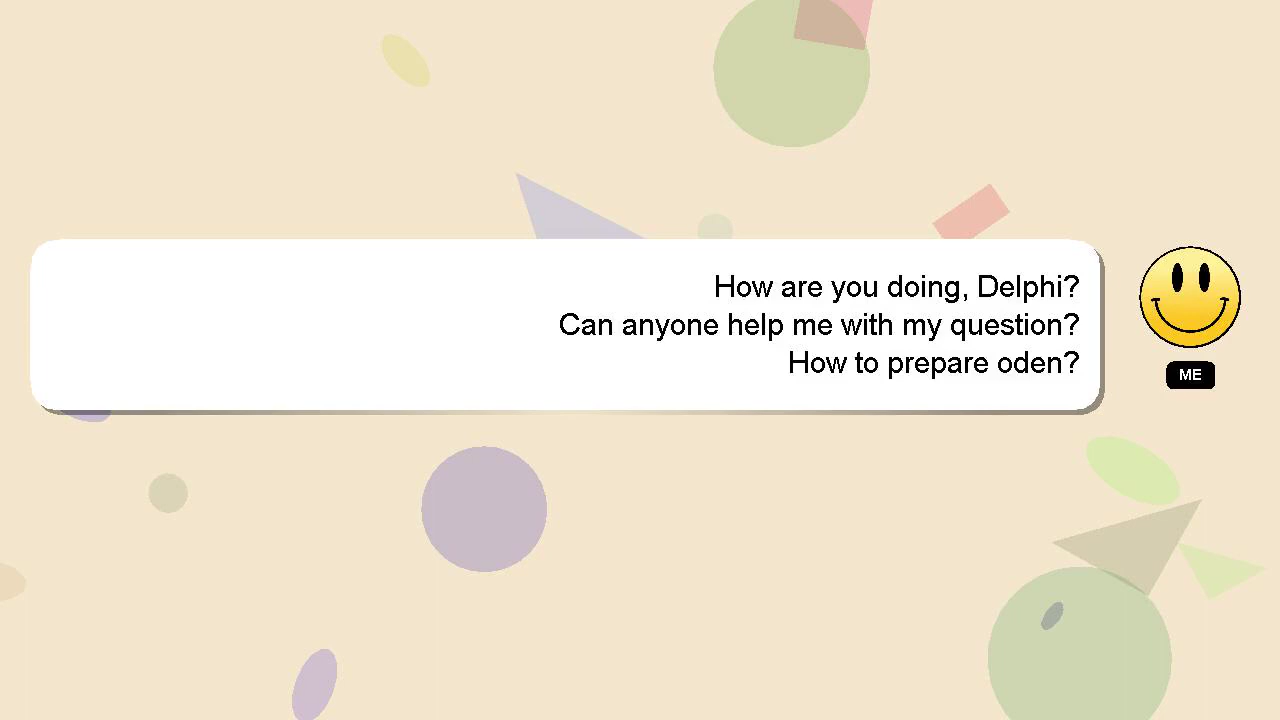 How are you doing, Delphi?
Can anyone help me with my question?
How to prepare oden?
ME